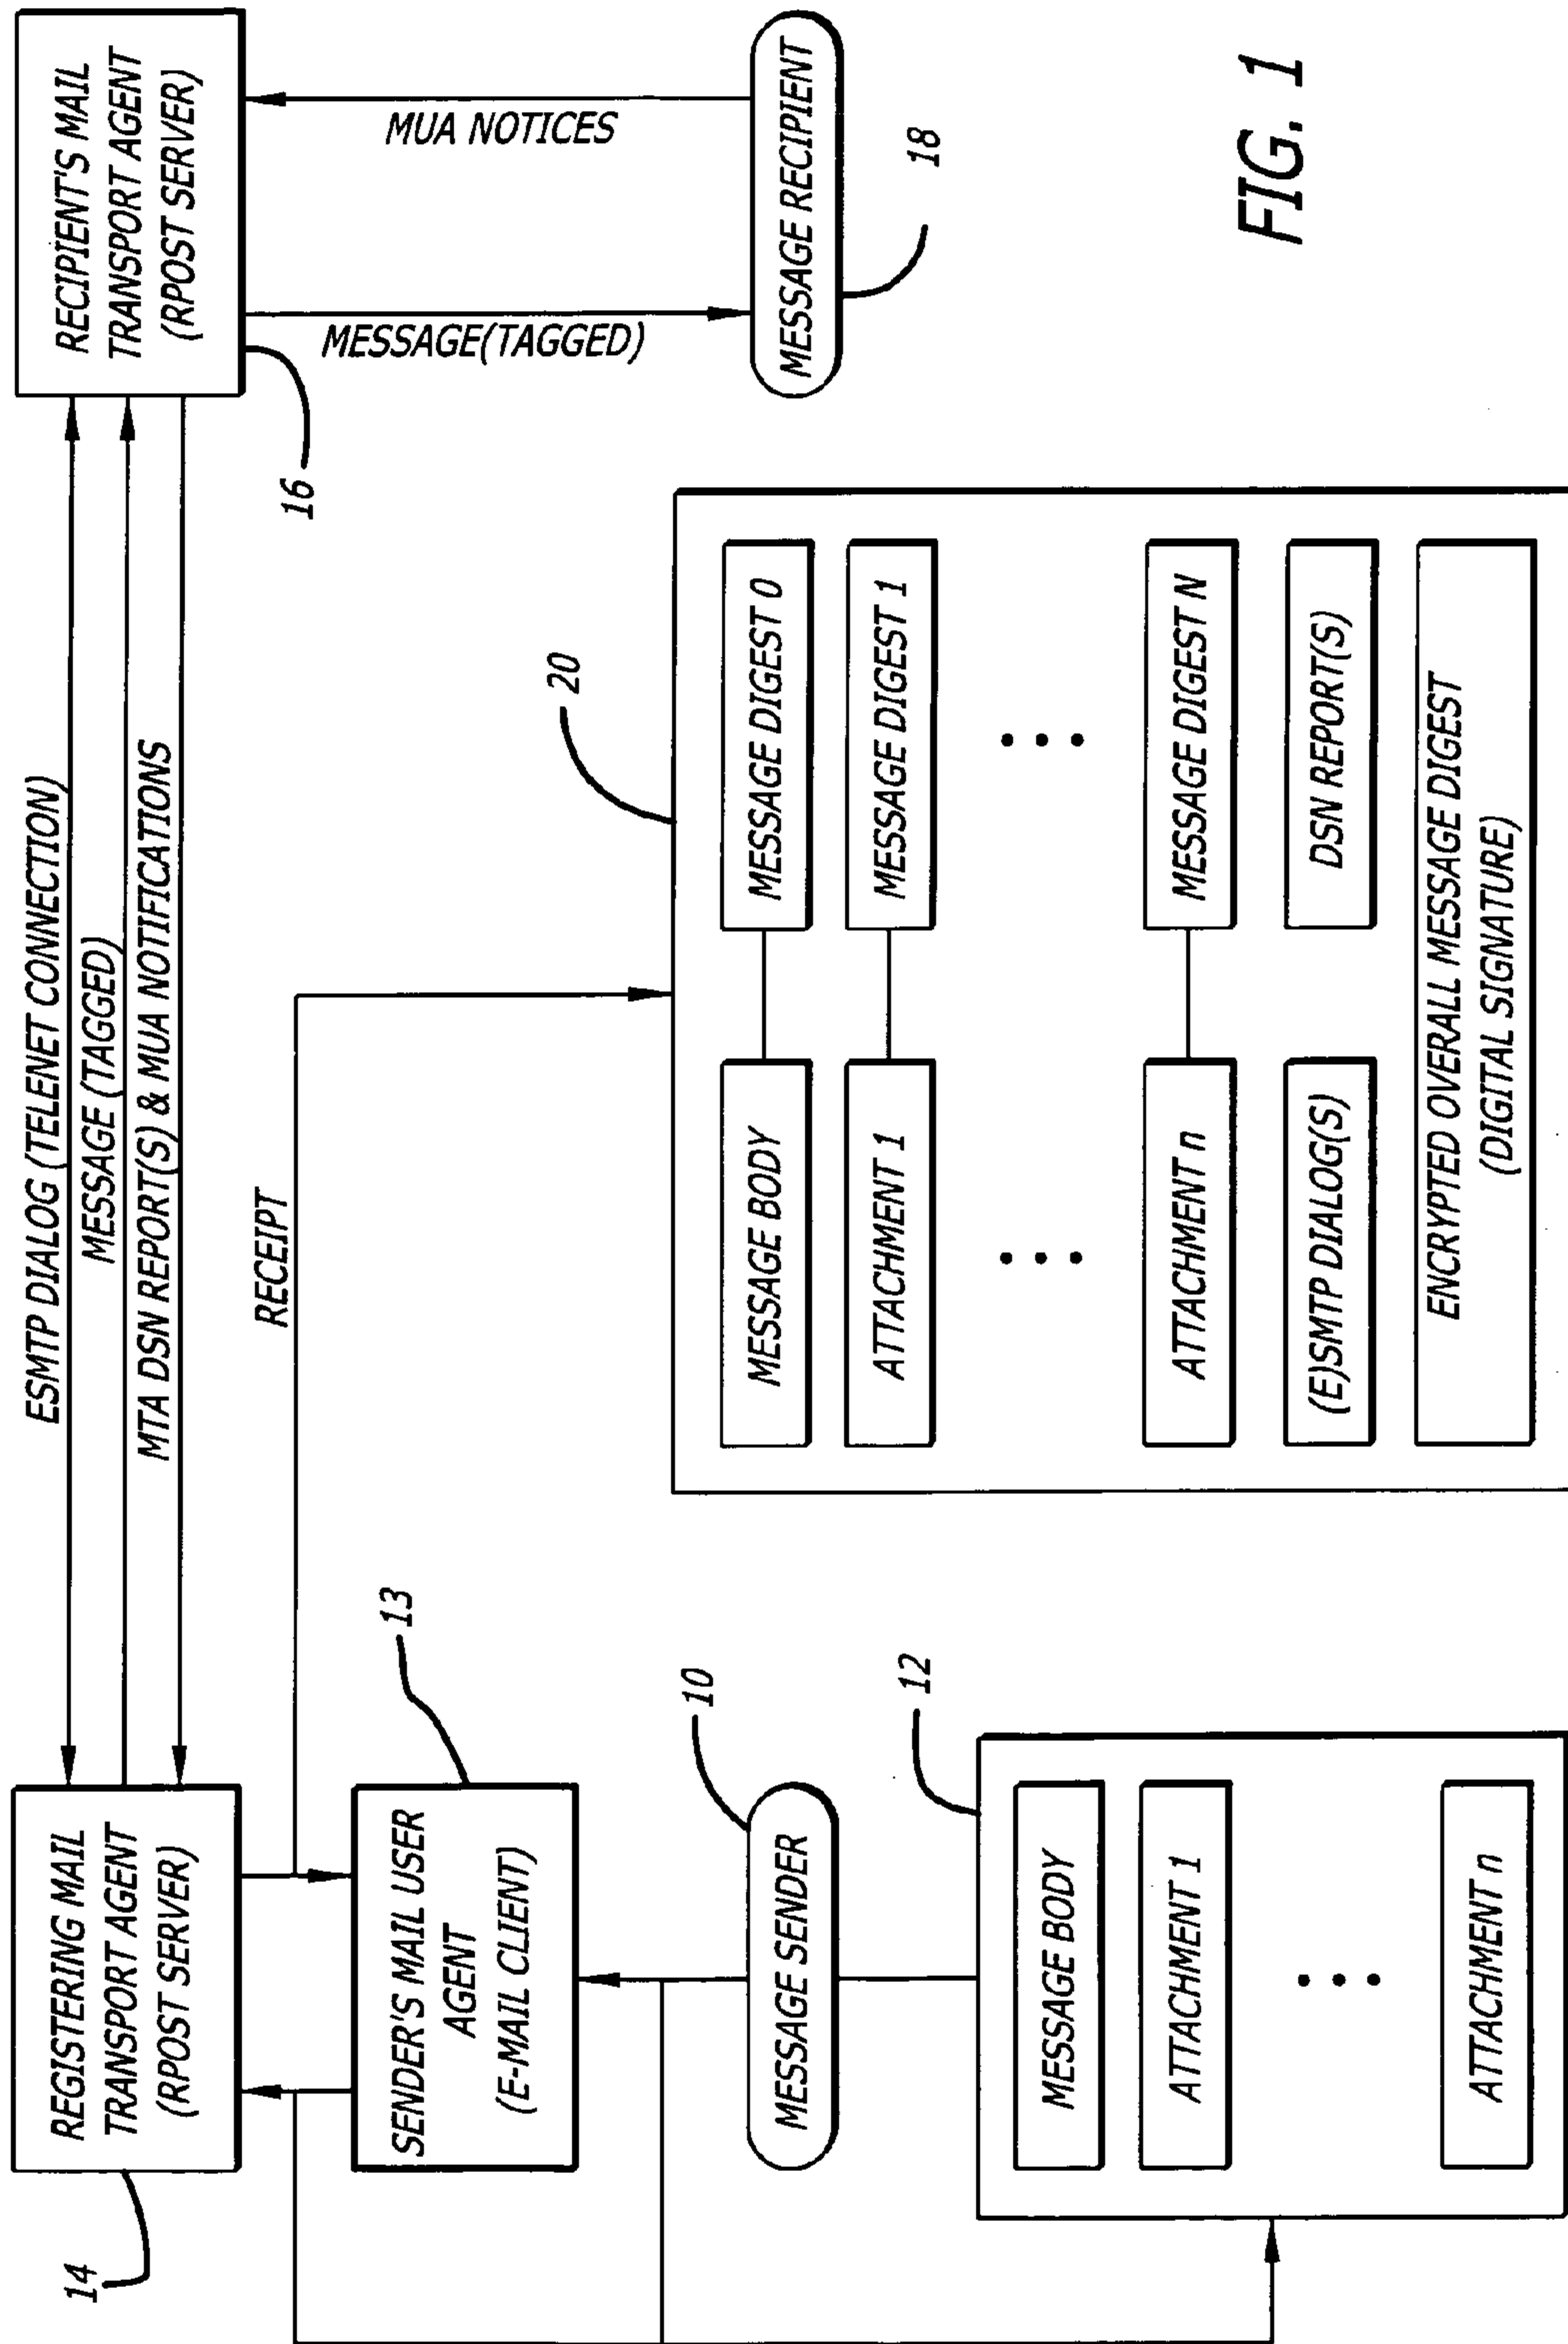 ESMTP DIALOG (TELENET CONNECTION)
MESSAGE (TAGGED)
MTA DSN REPORT(S) & MUA NOTIFICATIONS
REGISTERING MAIL
TRANSPORT AGENT
(RPOST SERVER)
14
RECIPIENT'S MAIL
TRANSPORT AGENT
(RPOST SERVER)
16
RECEIPT
SENDER'S MAIL USER
AGENT
(E-MAIL CLIENT)
13
MESSAGE(TAGGED)
MUA NOTICES
MESSAGE SENDER
10
MESSAGE RECIPIENT
18
12
MESSAGE BODY
ATTACHMENT 1
ATTACHMENT n
20
MESSAGE BODY
MESSAGE DIGEST 0
ATTACHMENT 1
MESSAGE DIGEST 1
ATTACHMENT n
MESSAGE DIGEST N
(E)SMTP DIALOG(S)
DSN REPORT(S)
ENCRYPTED OVERALL MESSAGE DIGEST
(DIGITAL SIGNATURE)
FIG. 1